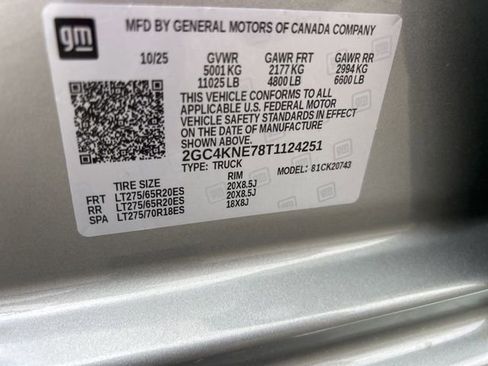 gm
MFD BY GENERAL MOTORS OF CANADA COMPANY
10/25 GVWR GAWR FRT GAWR RR
5001 KG 2177 KG 2994 KG
11025 LB 4800 LB 6600 LB
THIS VEHICLE CONFORMS TO ALL
APPLICABLE U.S. FEDERAL MOTOR
VEHICLE SAFETY STANDARDS IN EFFECT
ON THE DATE OF MANUFACTURE SHOWN ABOVE.
2GC4KNE78T1124251
TYPE: TRUCK MODEL: 81CK20743
TIRE SIZE RIM
FRT LT275/65R20ES 20X8.5J
RR LT275/65R20ES 20X8.5J
SPA LT275/70R18ES 18X8J